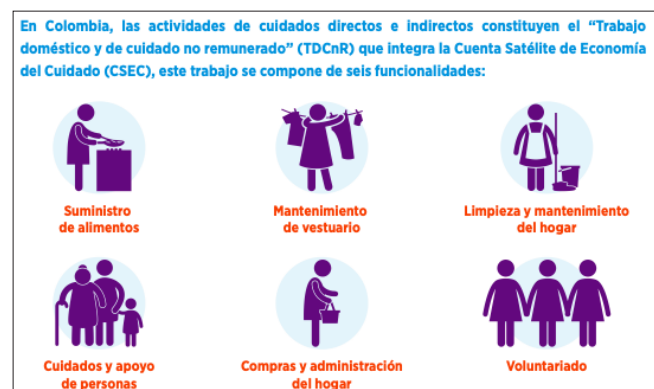 En Colombia, las actividades de cuidados directos e indirectos constituyen el “Trabajo
doméstico y de cuidado no remunerado” (TDCnR) que integra la Cuenta Satélite de Economía
del Cuidado (CSEC), este trabajo se compone de seis funcionalidades:
Suministro
de alimentos
Mantenimiento
de vestuario
Limpieza y mantenimiento
del hogar
Cuidados y apoyo
de personas
Compras y administración
del hogar
Voluntariado